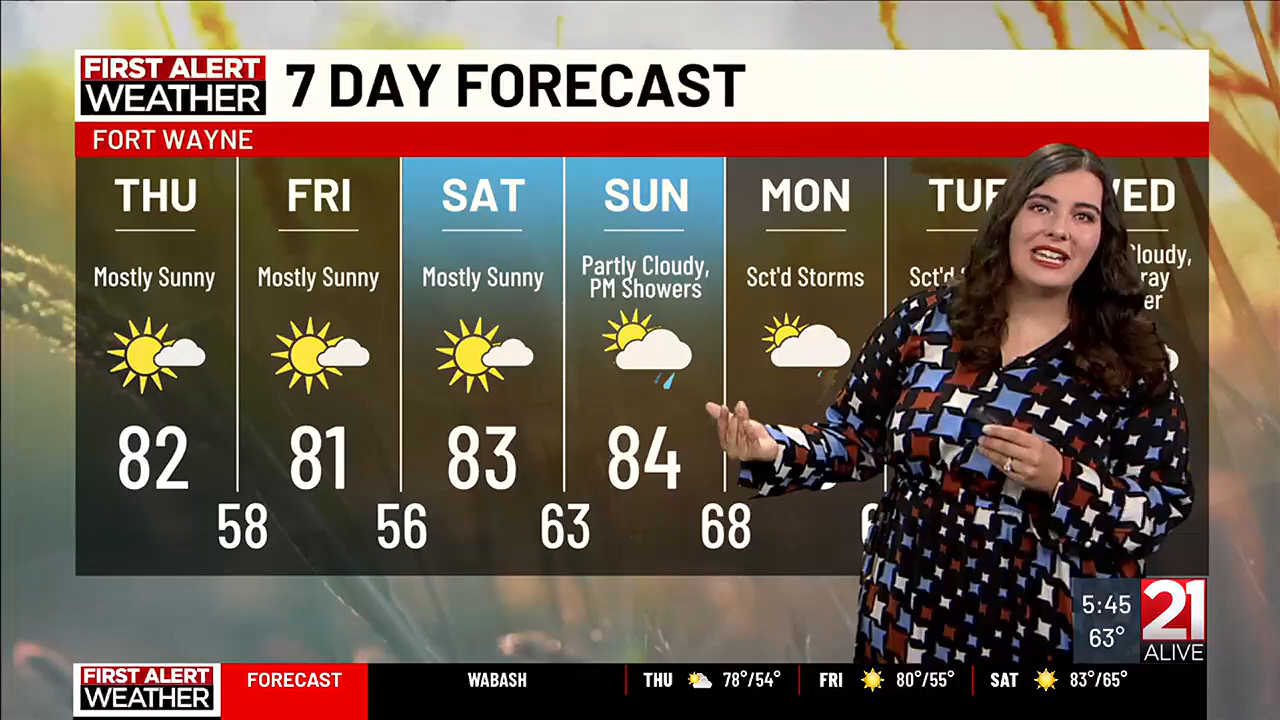 FIRST ALERT
WEATHER
7 DAY FORECAST
FORT WAYNE
THU
FRI
SAT
SUN
MON
Mostly Sunny
Mostly Sunny
Mostly Sunny
Partly Cloudy,
PM Showers
Sct'd Storms
Sct'd
82
81
83
84
58
56
63
68
5:45
63°
21
ALIVE
FIRST ALERT
WEATHER
FORECAST
WABASH
THU
78°/54°
FRI
80°/55°
SAT
83°/65°